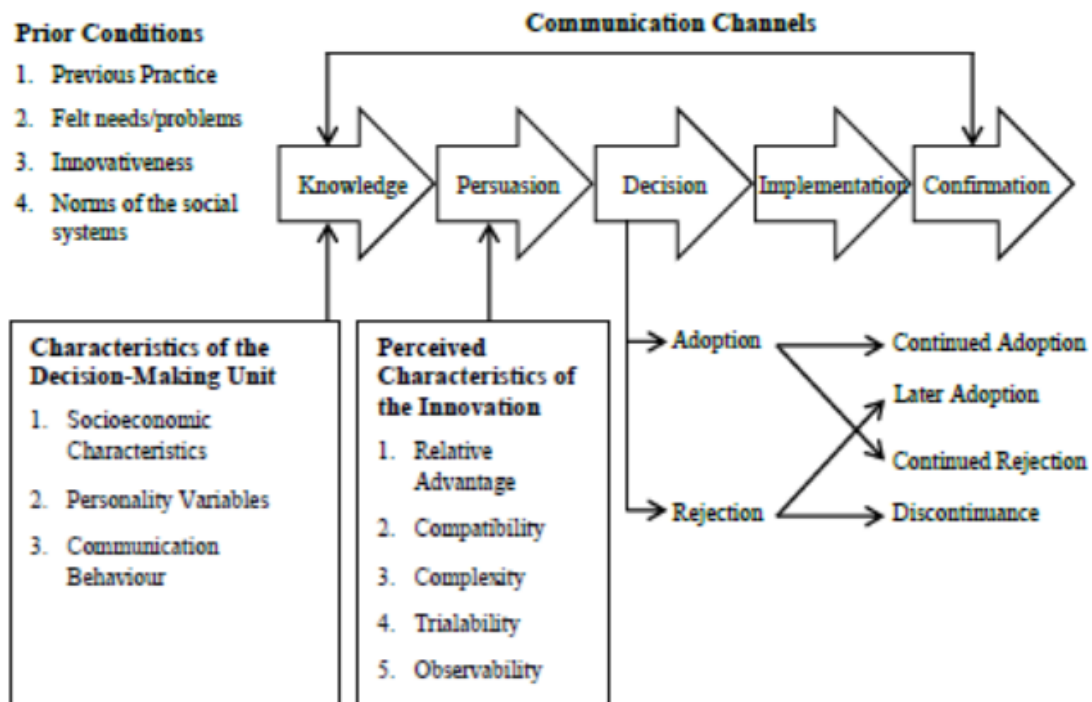 Communication Channels
Prior Conditions
1. Previous Practice
2. Felt needs/problems
3. Innovativeness
4. Norms of the social
systems
Knowledge
Persuasion
Decision
Implementation
Confirmation
Characteristics of the
Decision-Making Unit
1. Socioeconomic
Characteristics
2. Personality Variables
3. Communication
Behaviour
Perceived
Characteristics of
the Innovation
1. Relative
Advantage
2. Compatibility
3. Complexity
4. Trialability
5. Observability
Adoption
Rejection
Continued Adoption
Later Adoption
Continued Rejection
Discontinuance